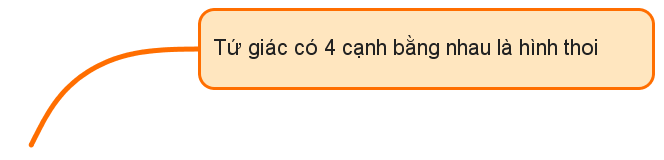 Tứ giác có 4 cạnh bằng nhau là hình thoi